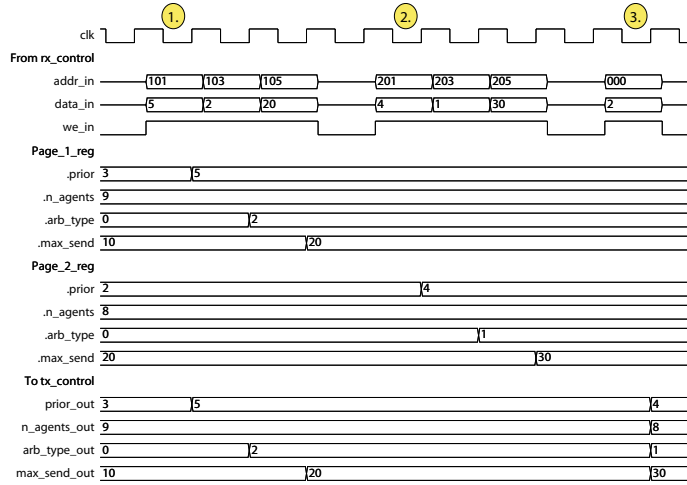 1. 2. 3.
clk
From rx_control
addr_in 101 103 105 201 203 205 000
data_in 5 2 20 4 1 30 2
we_in
Page_1_reg
.prior 3 5
.n_agents 9
.arb_type 0 2
.max_send 10 20
Page_2_reg
.prior 2 4
.n_agents 8
.arb_type 0 1
.max_send 20 30
To tx_control
prior_out 3 5 4
n_agents_out 9 8
arb_type_out 0 2 1
max_send_out 10 20 30